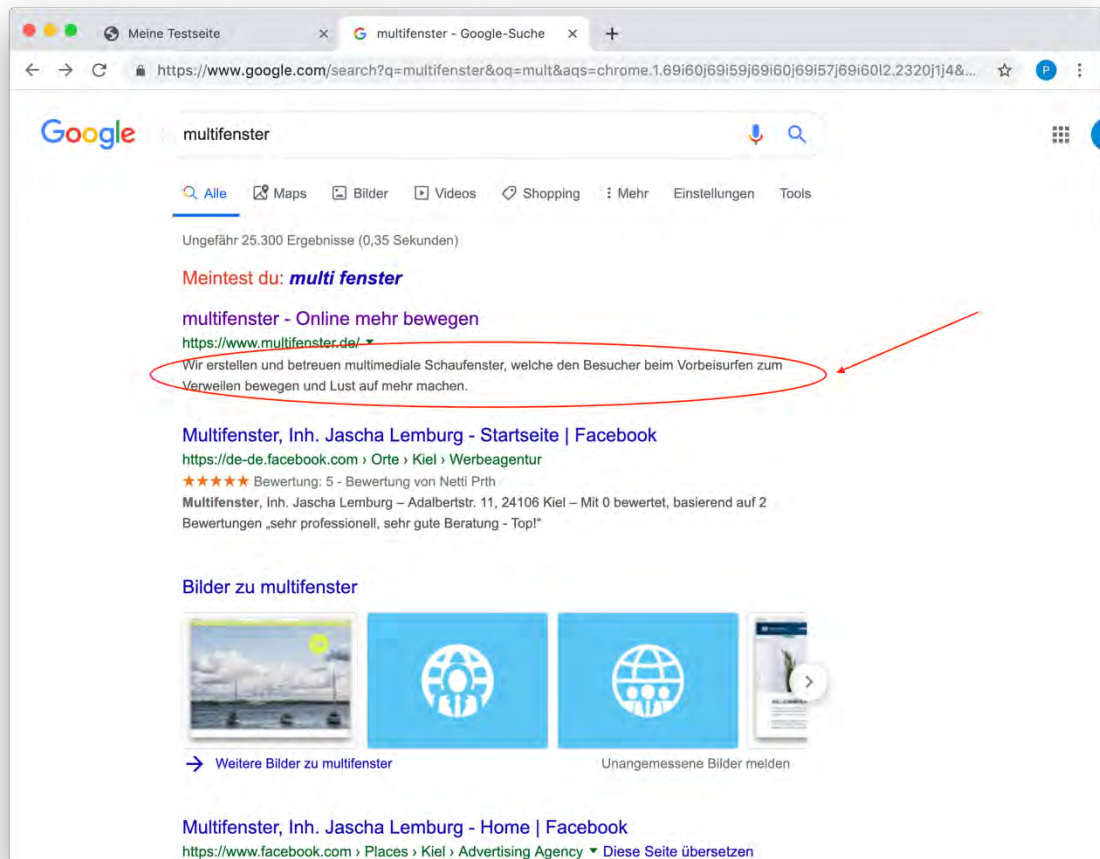 Meine Testseite
multifenster - Google-Suche
https://www.google.com/search?q=multifenster&oq=mult&aqs=chrome.1.69i60j69i59j69i60j69i57j69i60l2.2320j1j4&...
P
Google
multifenster
Alle Maps Bilder Videos Shopping Mehr Einstellungen Tools
Ungefähr 25.300 Ergebnisse (0,35 Sekunden)
Meintest du: multi fenster
multifenster - Online mehr bewegen
https://www.multifenster.de/
Wir erstellen und betreuen multimediale Schaufenster, welche den Besucher beim Vorbeisurfen zum
Verweilen bewegen und Lust auf mehr machen.
Multifenster, Inh. Jascha Lemburg - Startseite | Facebook
https://de-de.facebook.com › Orte › Kiel › Werbeagentur
★★★★★ Bewertung: 5 - Bewertung von Netti Prth
Multifenster, Inh. Jascha Lemburg – Adalbertstr. 11, 24106 Kiel – Mit 0 bewertet, basierend auf 2
Bewertungen „sehr professionell, sehr gute Beratung - Top!"
Bilder zu multifenster
Weitere Bilder zu multifenster
Unangemessene Bilder melden
Multifenster, Inh. Jascha Lemburg - Home | Facebook
https://www.facebook.com › Places › Kiel › Advertising Agency Diese Seite übersetzen